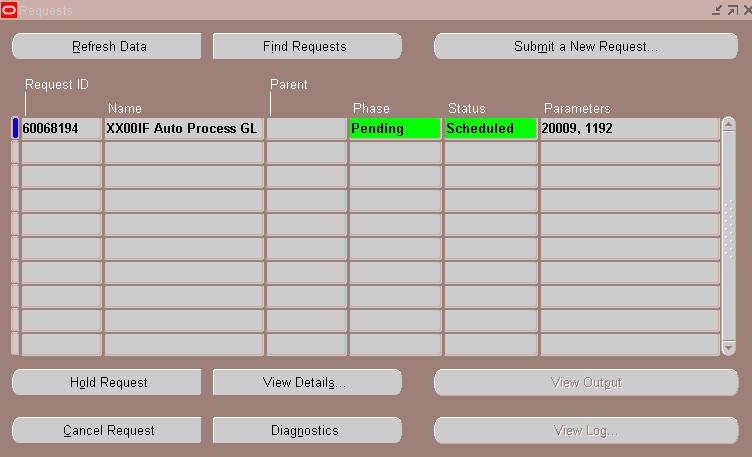 Requests
Refresh Data
Find Requests
Submit a New Request...
Request ID
Parent
Name
Phase
Status
Parameters
60068194 XX00IF Auto Process GL Pending Scheduled 20009, 1192
Hold Request
View Details...
View Output
Cancel Request
Diagnostics
View Log...